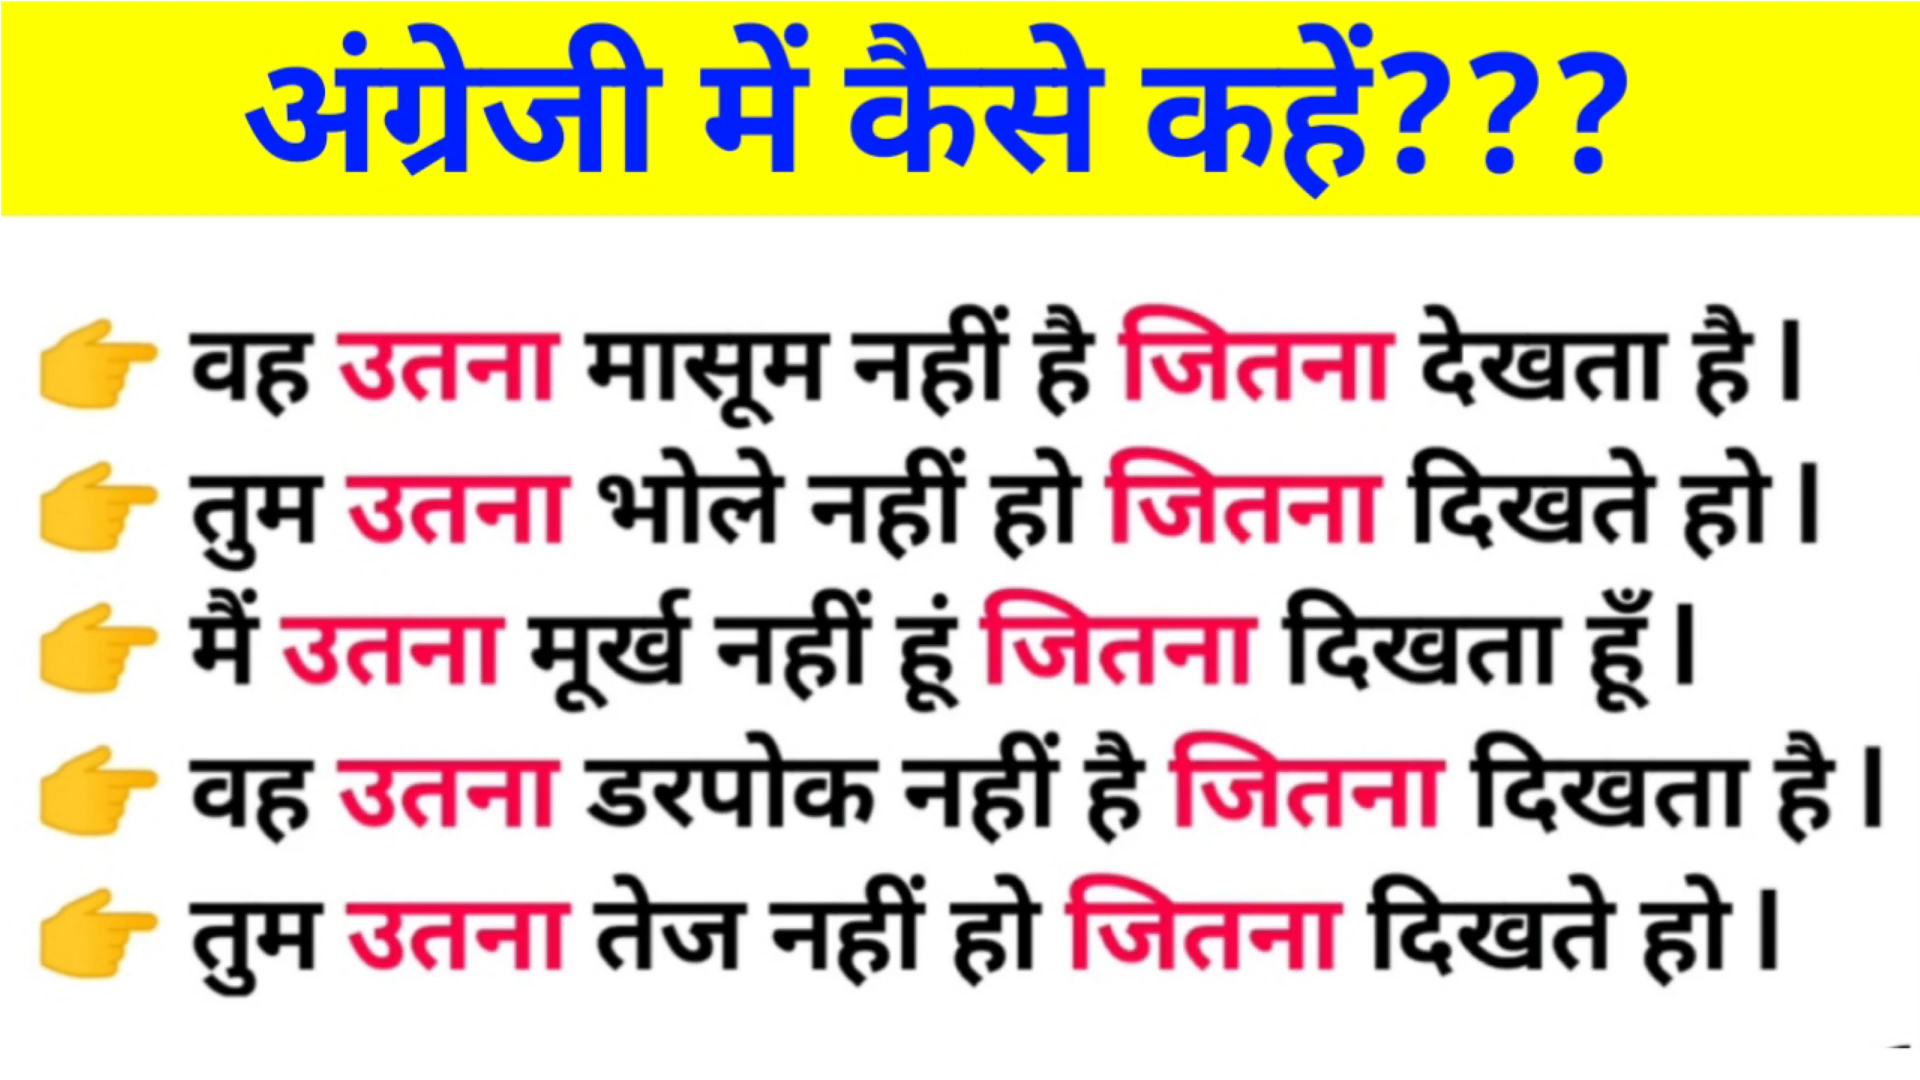 अंग्रेजी में कैसे कहें???
👉 वह उतना मासूम नहीं है जितना देखता है l
👉 तुम उतना भोले नहीं हो जितना दिखते हो l
👉 मैं उतना मूर्ख नहीं हूं जितना दिखता हूँ l
👉 वह उतना डरपोक नहीं है जितना दिखता है l
👉 तुम उतना तेज नहीं हो जितना दिखते हो l